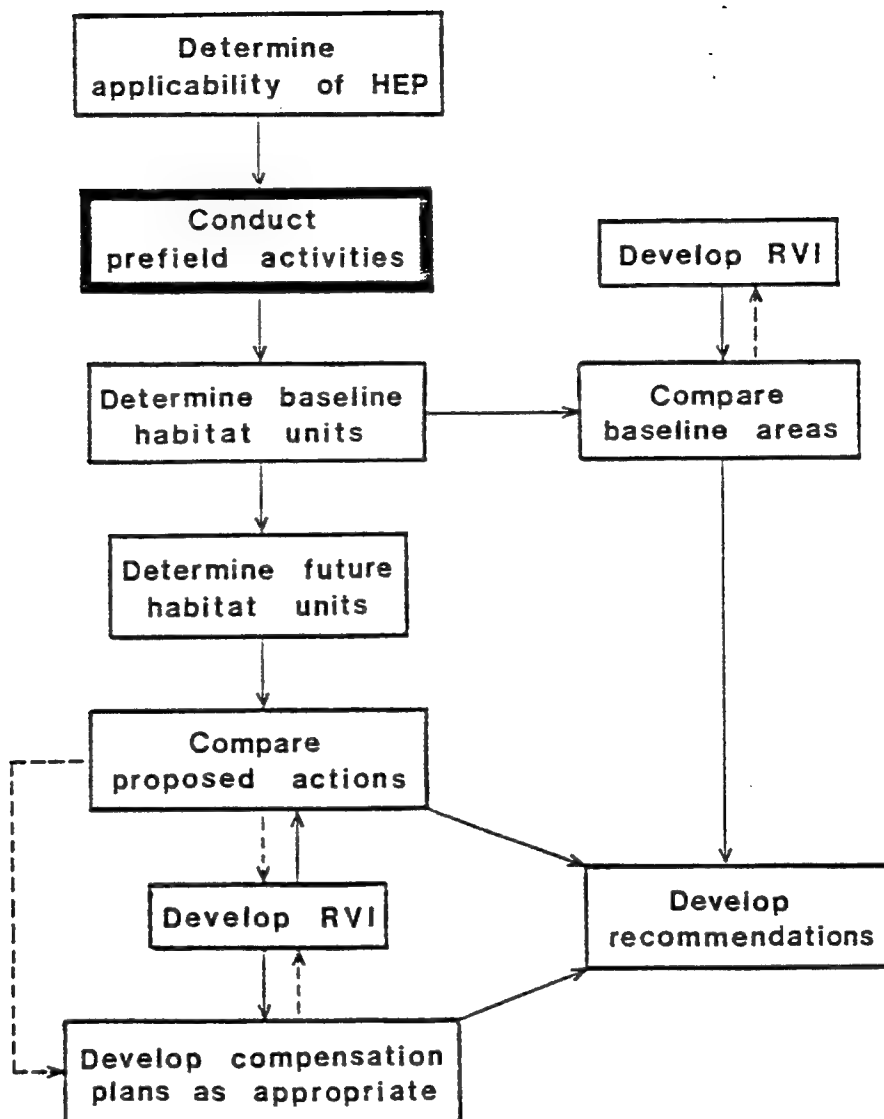 Determine
applicability of HEP
Conduct
prefield activities
Develop RVI
Determine baseline
habitat units
Compare
baseline areas
Determine future
habitat units
Compare
proposed actions
Develop RVI
Develop
recommendations
Develop compensation
plans as appropriate